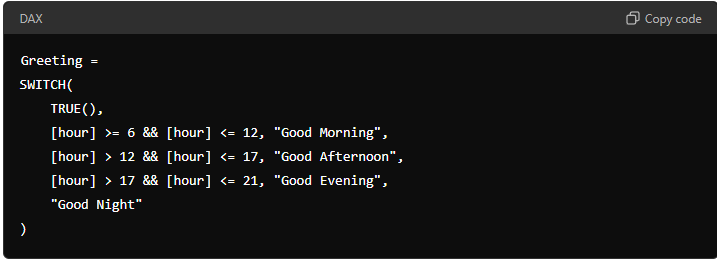 DAX
Copy code
Greeting =
SWITCH(
    TRUE(),
    [hour] >= 6 && [hour] <= 12, "Good Morning",
    [hour] > 12 && [hour] <= 17, "Good Afternoon",
    [hour] > 17 && [hour] <= 21, "Good Evening",
    "Good Night"
)